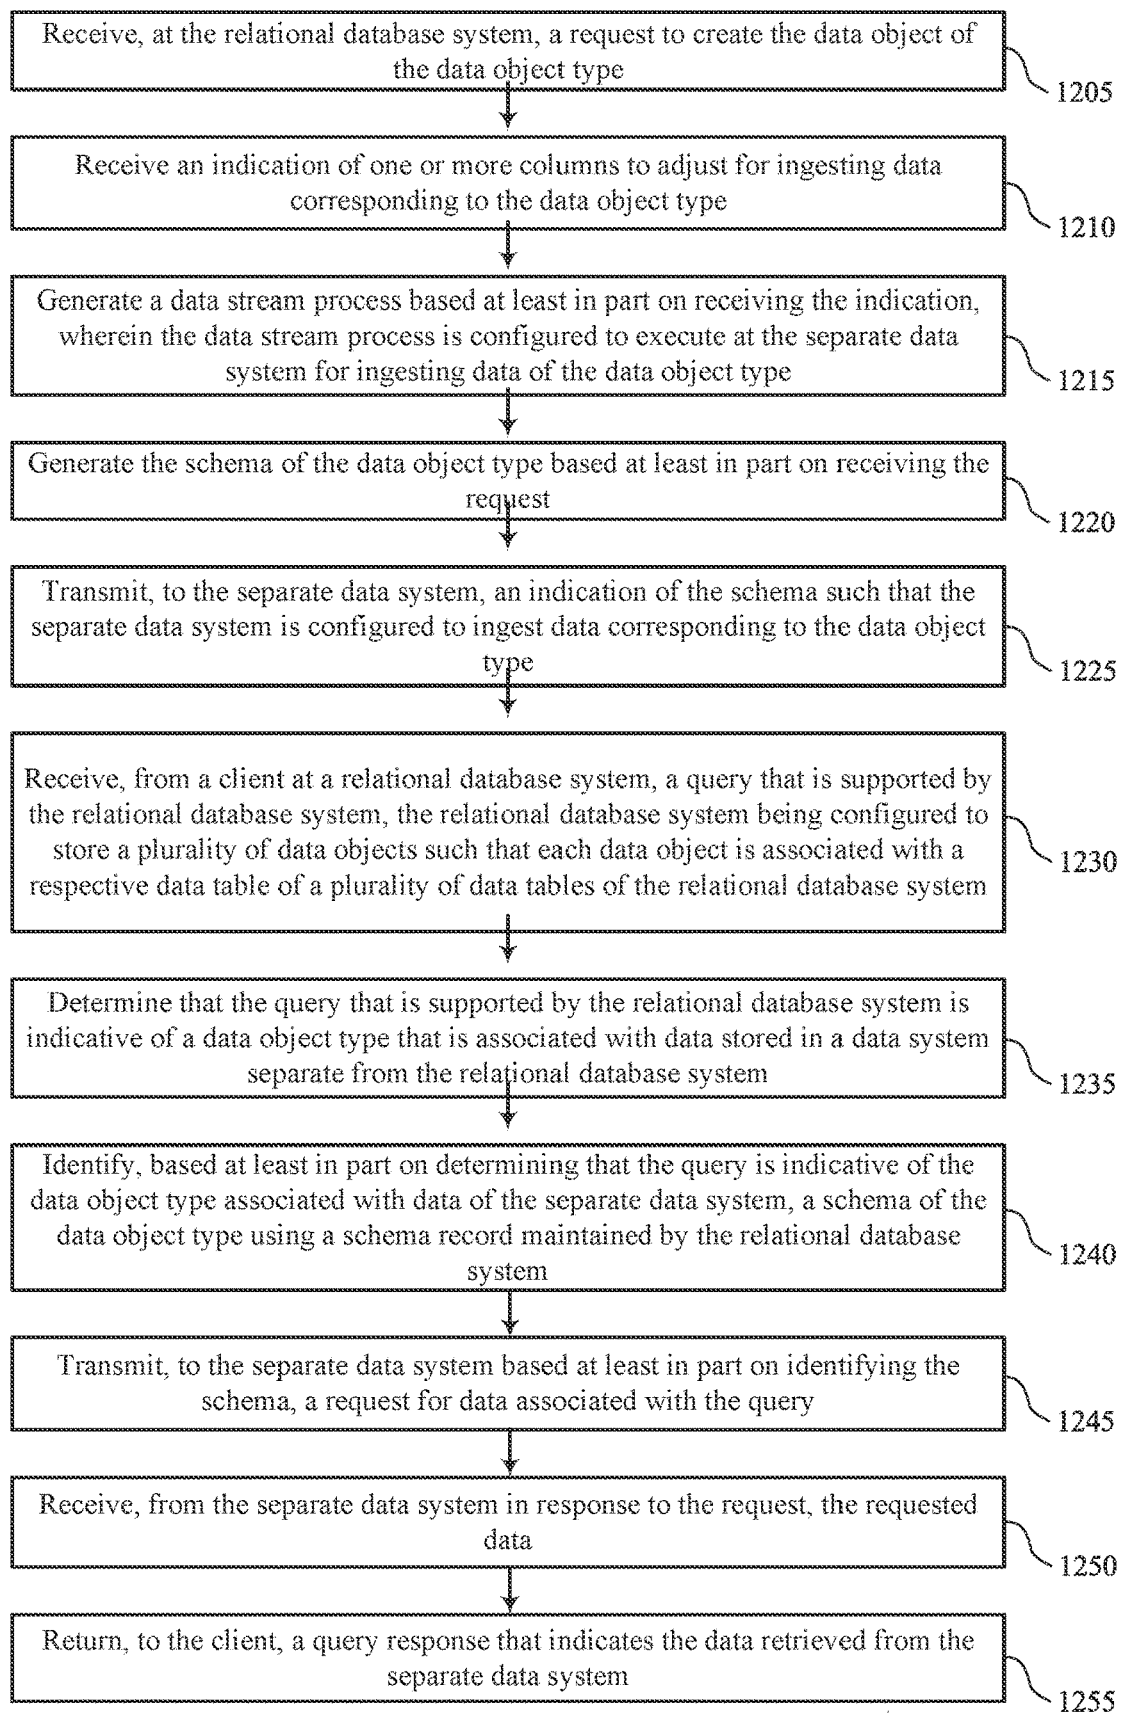 Receive, at the relational database system, a request to create the data object of
the data object type
1205
Receive an indication of one or more columns to adjust for ingesting data
corresponding to the data object type
1210
Generate a data stream process based at least in part on receiving the indication,
wherein the data stream process is configured to execute at the separate data
system for ingesting data of the data object type
1215
Generate the schema of the data object type based at least in part on receiving the
request
1220
Transmit, to the separate data system, an indication of the schema such that the
separate data system is configured to ingest data corresponding to the data object
type
1225
Receive, from a client at a relational database system, a query that is supported by
the relational database system, the relational database system being configured to
store a plurality of data objects such that each data object is associated with a
respective data table of a plurality of data tables of the relational database system
1230
Determine that the query that is supported by the relational database system is
indicative of a data object type that is associated with data stored in a data system
separate from the relational database system
1235
Identify, based at least in part on determining that the query is indicative of the
data object type associated with data of the separate data system, a schema of the
data object type using a schema record maintained by the relational database
system
1240
Transmit, to the separate data system based at least in part on identifying the
schema, a request for data associated with the query
1245
Receive, from the separate data system in response to the request, the requested
data
1250
Return, to the client, a query response that indicates the data retrieved from the
separate data system
1255